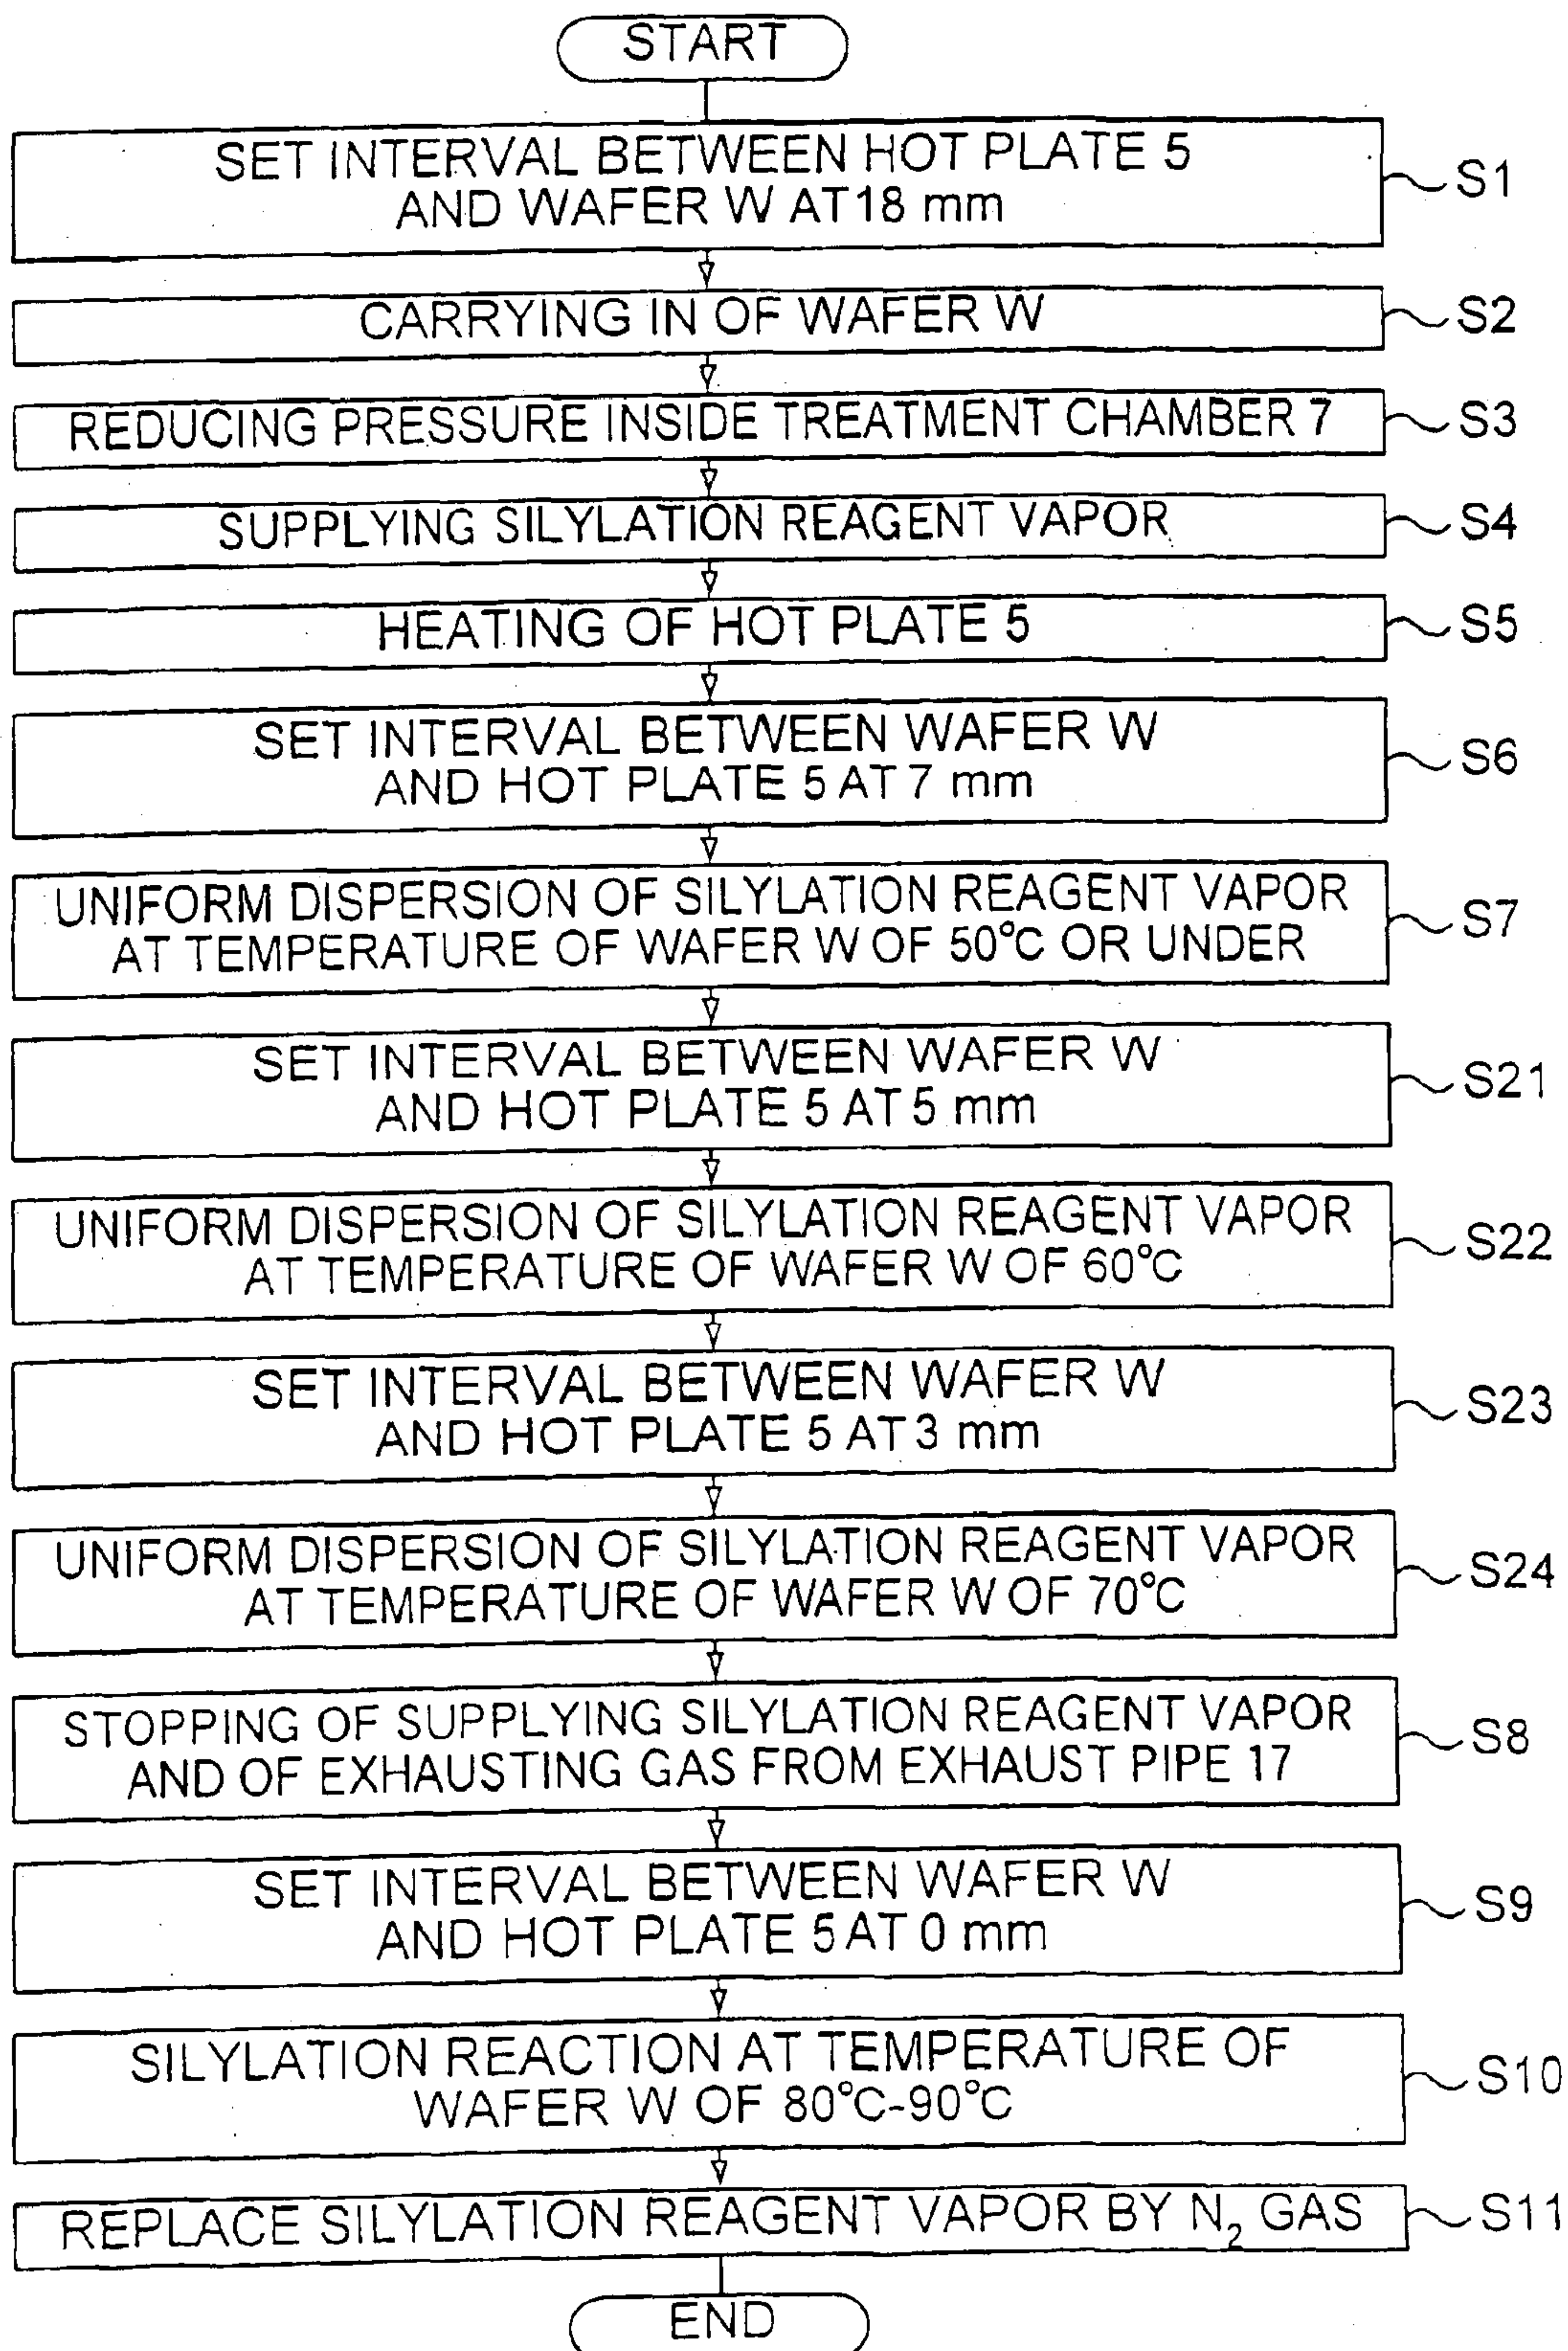 START
SET INTERVAL BETWEEN HOT PLATE 5
AND WAFER W AT 18 mm
S1
CARRYING IN OF WAFER W
S2
REDUCING PRESSURE INSIDE TREATMENT CHAMBER 7
S3
SUPPLYING SILYLATION REAGENT VAPOR
S4
HEATING OF HOT PLATE 5
S5
SET INTERVAL BETWEEN WAFER W
AND HOT PLATE 5 AT 7 mm
S6
UNIFORM DISPERSION OF SILYLATION REAGENT VAPOR
AT TEMPERATURE OF WAFER W OF 50°C OR UNDER
S7
SET INTERVAL BETWEEN WAFER W
AND HOT PLATE 5 AT 5 mm
S21
UNIFORM DISPERSION OF SILYLATION REAGENT VAPOR
AT TEMPERATURE OF WAFER W OF 60°C
S22
SET INTERVAL BETWEEN WAFER W
AND HOT PLATE 5 AT 3 mm
S23
UNIFORM DISPERSION OF SILYLATION REAGENT VAPOR
AT TEMPERATURE OF WAFER W OF 70°C
S24
STOPPING OF SUPPLYING SILYLATION REAGENT VAPOR
AND OF EXHAUSTING GAS FROM EXHAUST PIPE 17
S8
SET INTERVAL BETWEEN WAFER W
AND HOT PLATE 5 AT 0 mm
S9
SILYLATION REACTION AT TEMPERATURE OF
WAFER W OF 80°C-90°C
S10
REPLACE SILYLATION REAGENT VAPOR BY N₂ GAS
S11
END